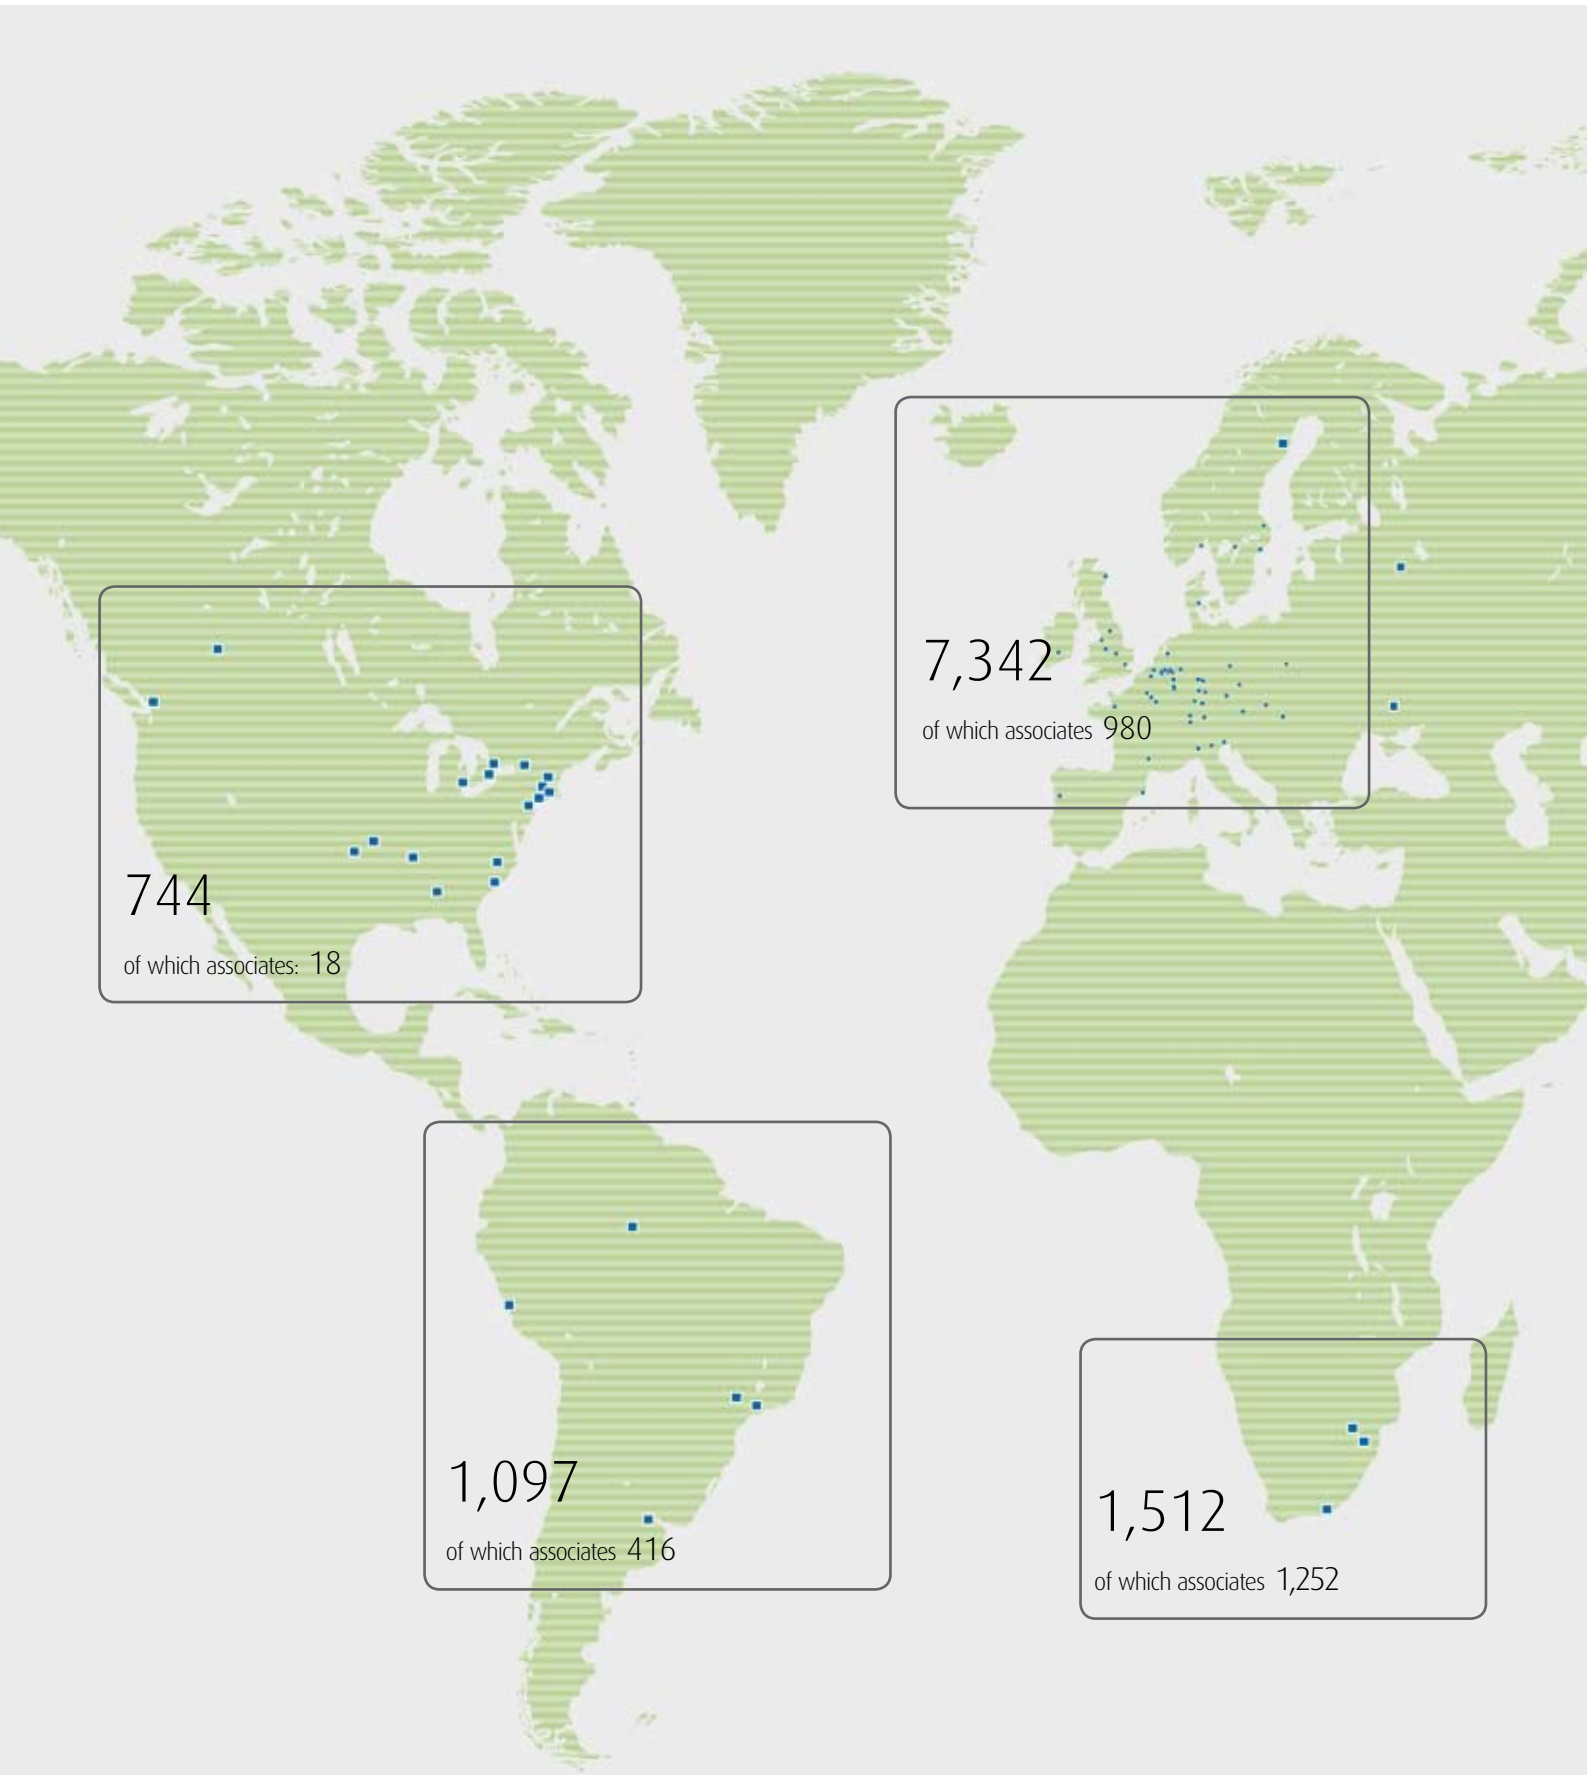 7,342
of which associates 980
744
of which associates: 18
1,097
of which associates 416
1,512
of which associates 1,252